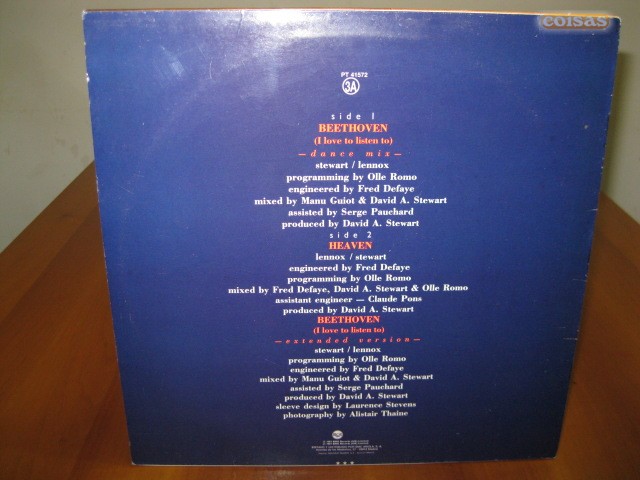 coisas
PT 41572
3A
side 1
BEETHOVEN
(I love to listen to)
— dance mix —
stewart / lennox
programming by Olle Romo
engineered by Fred Defaye
mixed by Manu Guiot & David A. Stewart
assisted by Serge Pauchard
produced by David A. Stewart
side 2
HEAVEN
lennox / stewart
engineered by Fred Defaye
programming by Olle Romo
mixed by Fred Defaye, David A. Stewart & Olle Romo
assistant engineer — Claude Pons
produced by David A. Stewart
BEETHOVEN
(I love to listen to)
— extended version —
stewart / lennox
programming by Olle Romo
engineered by Fred Defaye
mixed by Manu Guiot & David A. Stewart
assisted by Serge Pauchard
produced by David A. Stewart
sleeve design by Laurence Stevens
photography by Alistair Thaine